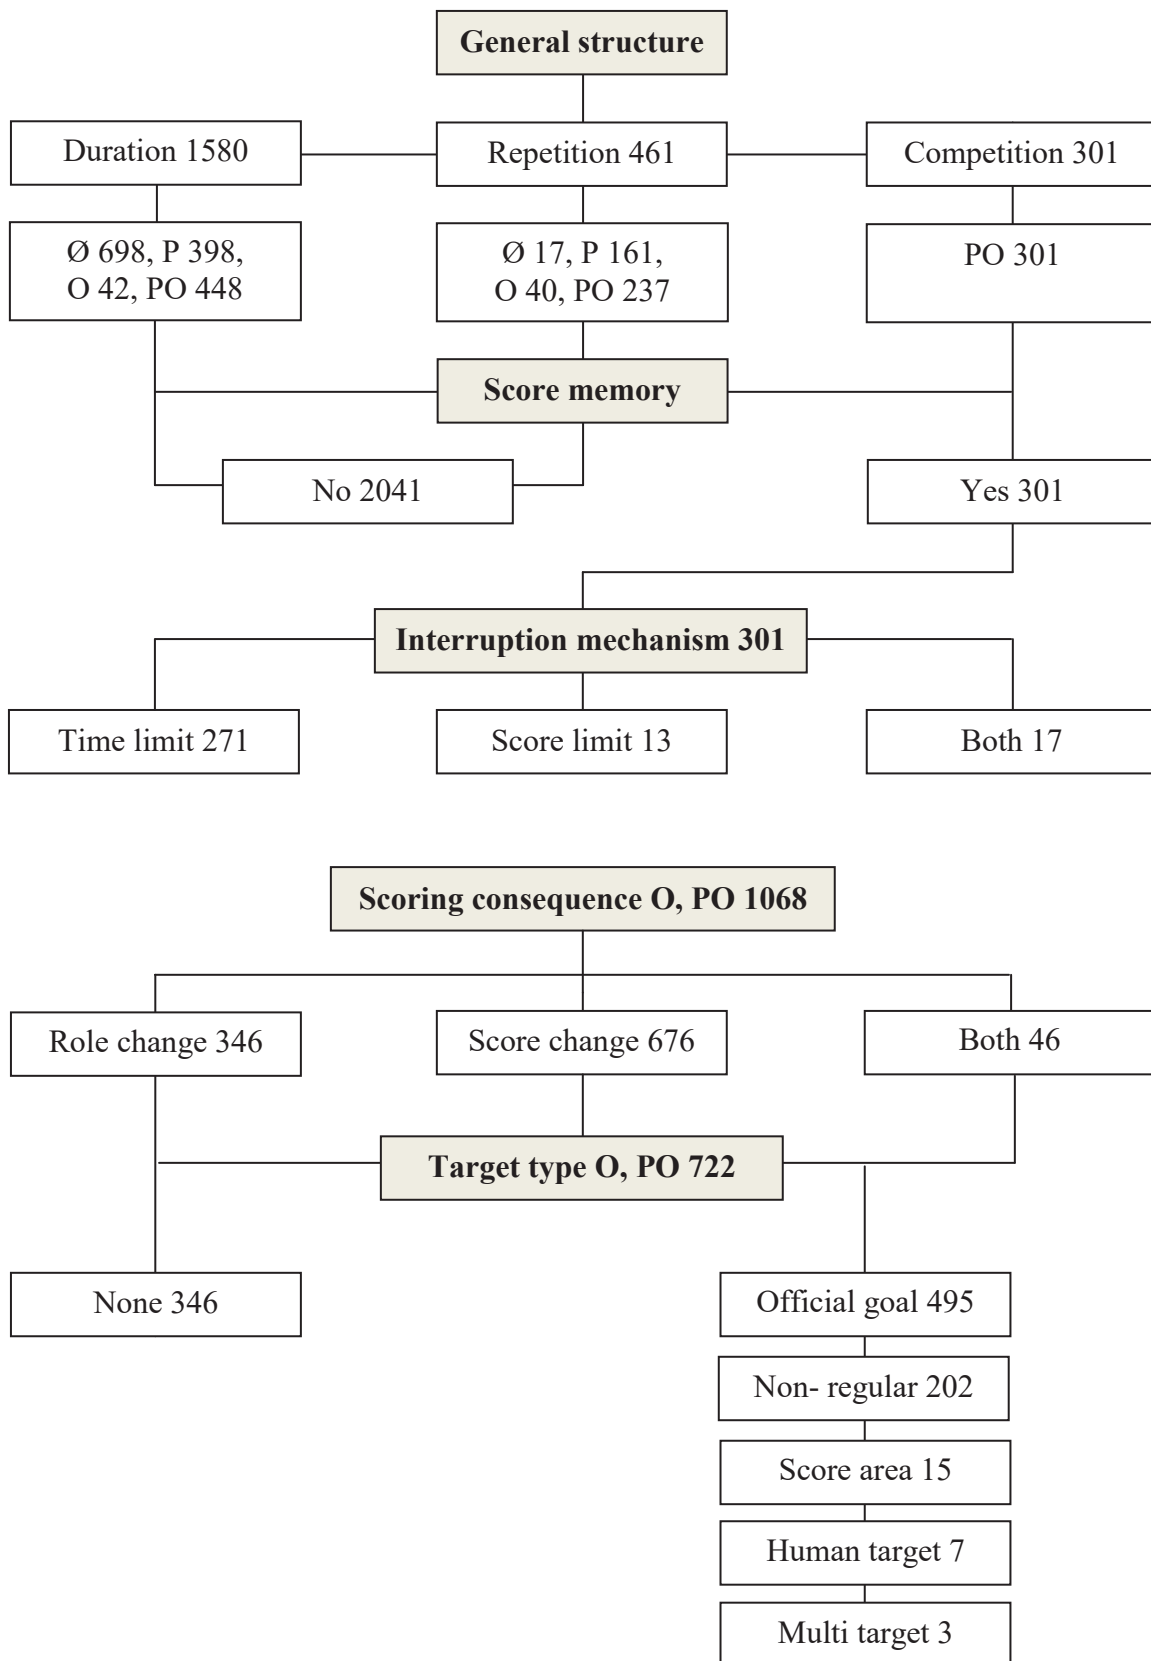 General structure
Duration 1580
Repetition 461
Competition 301
Ø 698, P 398,
O 42, PO 448
Ø 17, P 161,
O 40, PO 237
PO 301
Score memory
No 2041
Yes 301
Interruption mechanism 301
Time limit 271
Score limit 13
Both 17
Scoring consequence O, PO 1068
Role change 346
Score change 676
Both 46
Target type O, PO 722
None 346
Official goal 495
Non- regular 202
Score area 15
Human target 7
Multi target 3